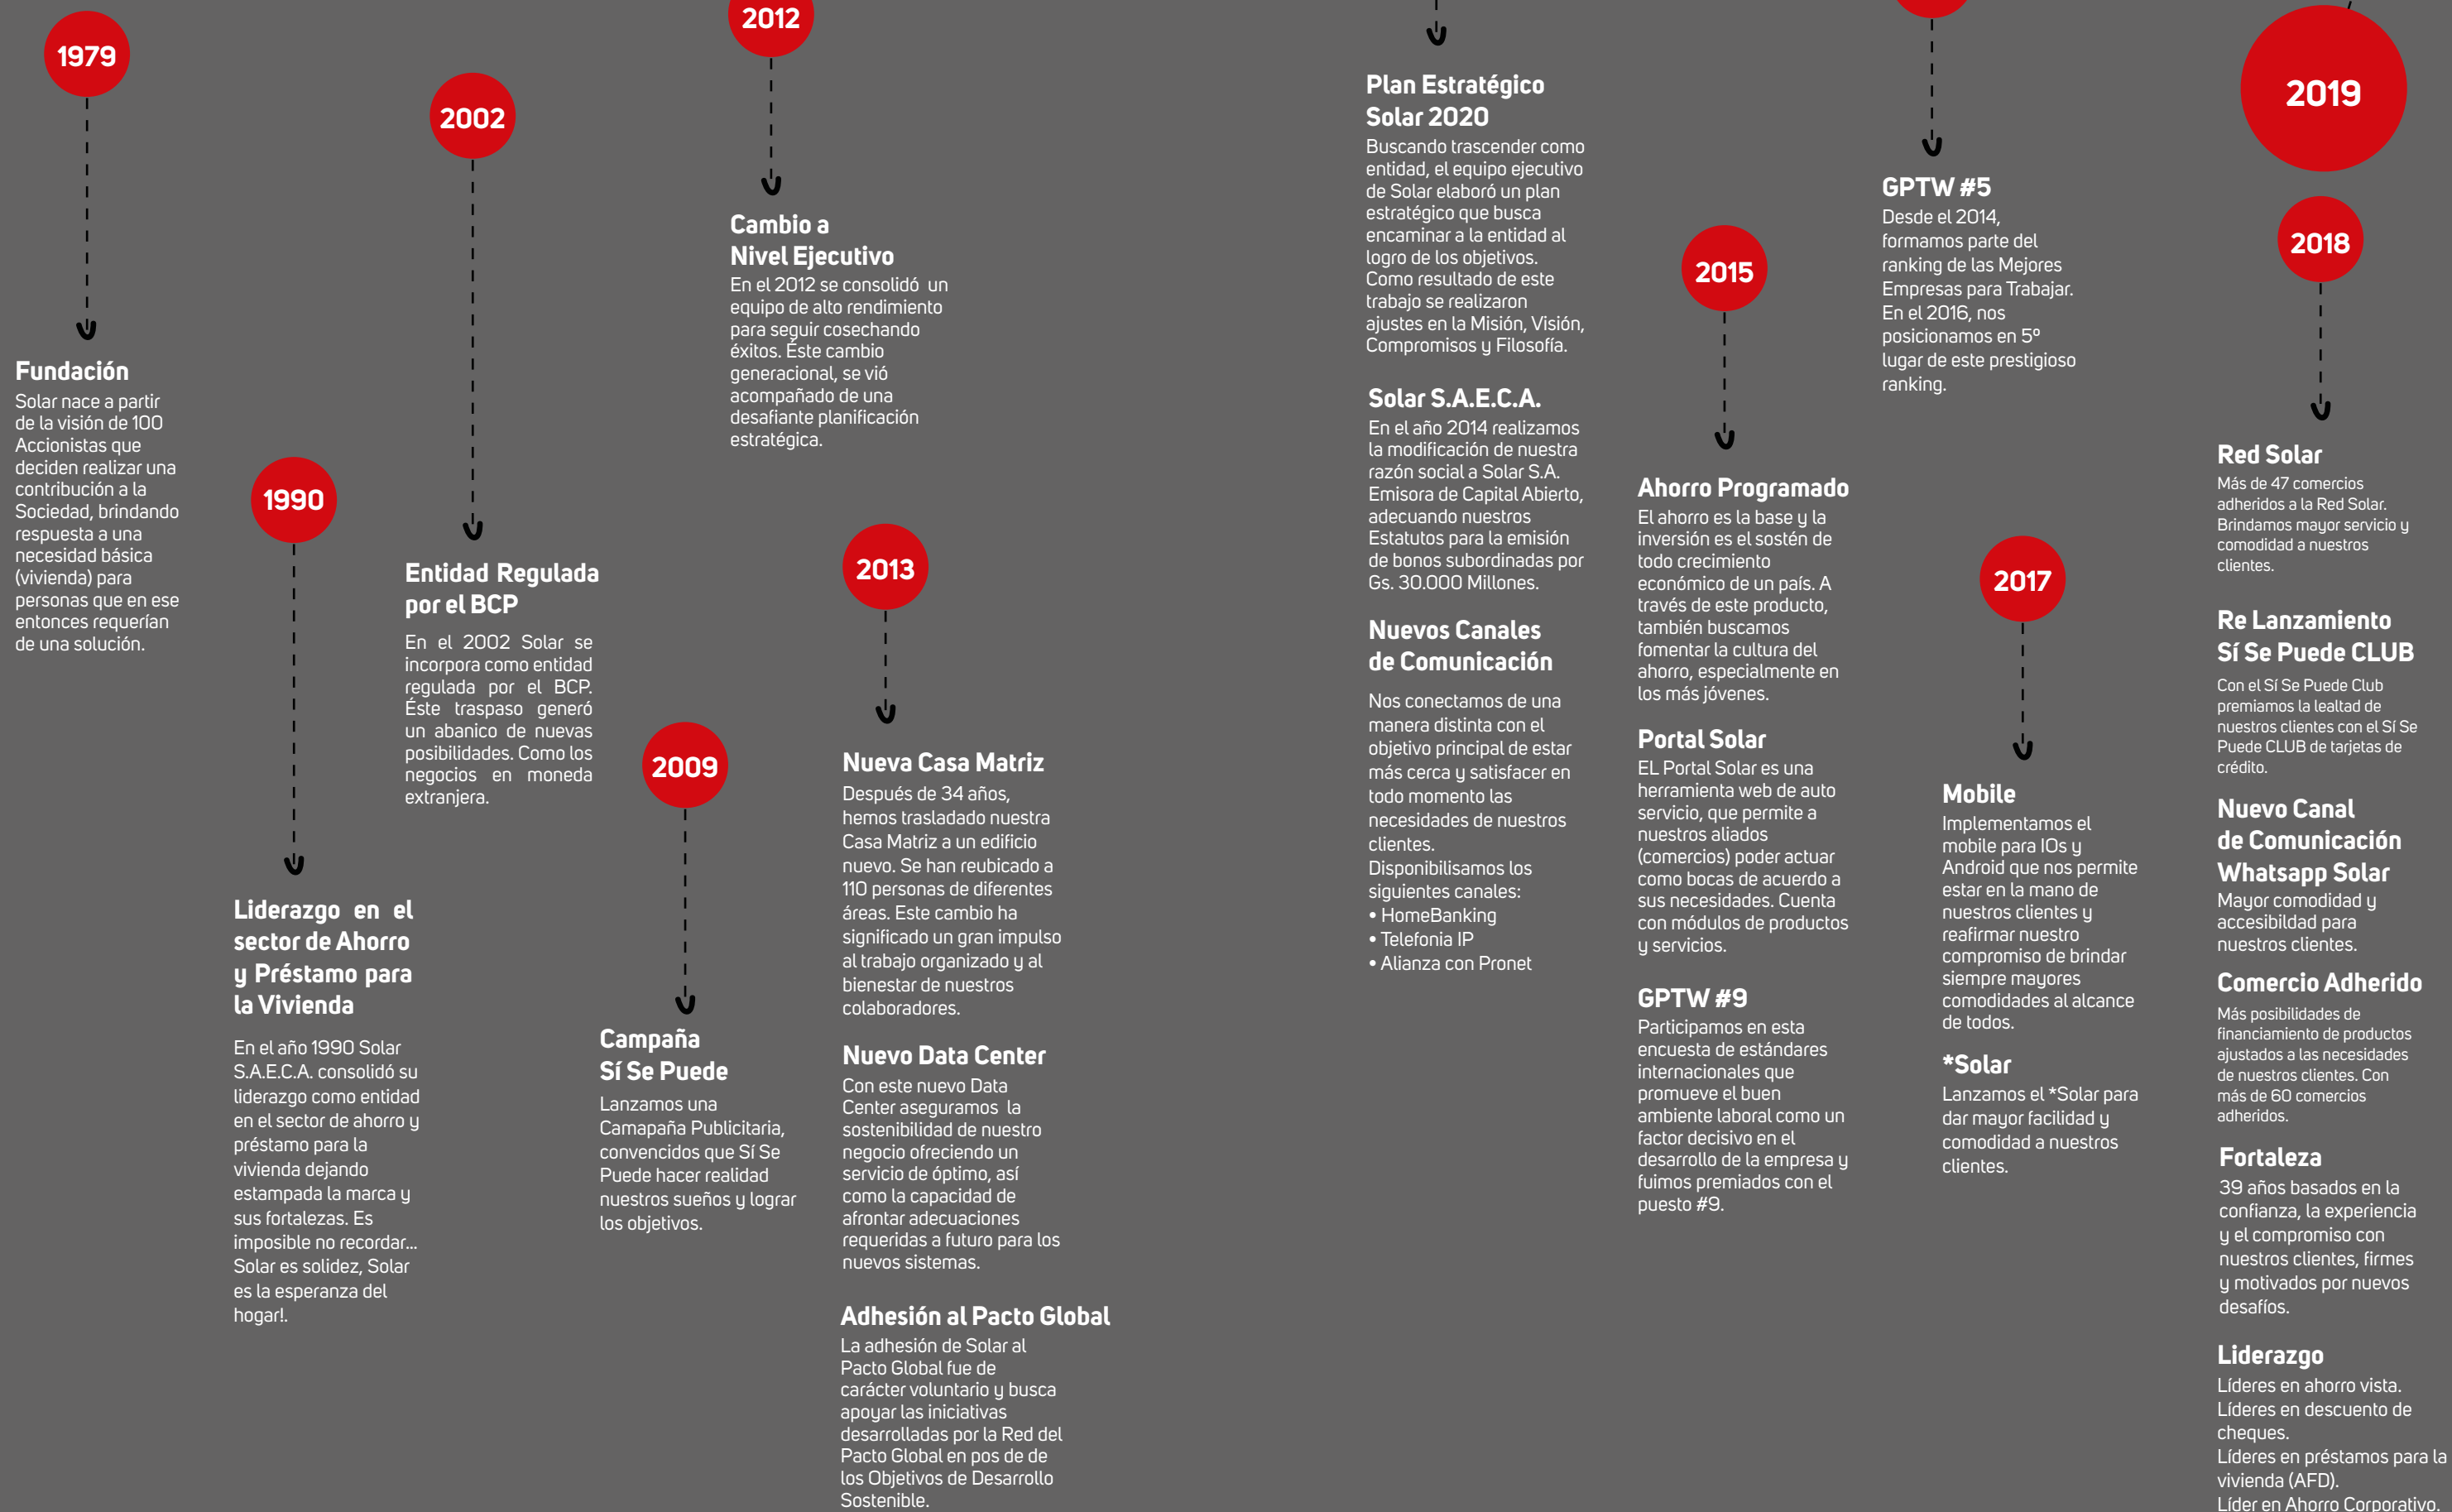 1979
Fundación
Solar nace a partir
de la visión de 100
Accionistas que
deciden realizar una
contribución a la
Sociedad, brindando
respuesta a una
necesidad básica
(vivienda) para
personas que en ese
entonces requerían
de una solución.
1990
Liderazgo en el
sector de Ahorro
y Préstamo para
la Vivienda
En el año 1990 Solar
S.A.E.C.A. consolidó su
liderazgo como entidad
en el sector de ahorro y
préstamo para la
vivienda dejando
estampada la marca y
sus fortalezas. Es
imposible no recordar...
Solar es solidez, Solar
es la esperanza del
hogar!.
2002
Entidad Regulada
por el BCP
En el 2002 Solar se
incorpora como entidad
regulada por el BCP.
Éste traspaso generó
un abanico de nuevas
posibilidades. Como los
negocios en moneda
extranjera.
2009
Campaña
Sí Se Puede
Lanzamos una
Camapaña Publicitaria,
convencidos que Sí Se
Puede hacer realidad
nuestros sueños y lograr
los objetivos.
2012
Cambio a
Nivel Ejecutivo
En el 2012 se consolidó un
equipo de alto rendimiento
para seguir cosechando
éxitos. Éste cambio
generacional, se vió
acompañado de una
desafiante planificación
estratégica.
2013
Nueva Casa Matriz
Después de 34 años,
hemos trasladado nuestra
Casa Matriz a un edificio
nuevo. Se han reubicado a
110 personas de diferentes
áreas. Este cambio ha
significado un gran impulso
al trabajo organizado y al
bienestar de nuestros
colaboradores.
Nuevo Data Center
Con este nuevo Data
Center aseguramos la
sostenibilidad de nuestro
negocio ofreciendo un
servicio de óptimo, así
como la capacidad de
afrontar adecuaciones
requeridas a futuro para los
nuevos sistemas.
Adhesión al Pacto Global
La adhesión de Solar al
Pacto Global fue de
carácter voluntario y busca
apoyar las iniciativas
desarrolladas por la Red del
Pacto Global en pos de de
los Objetivos de Desarrollo
Sostenible.
Plan Estratégico
Solar 2020
Buscando trascender como
entidad, el equipo ejecutivo
de Solar elaboró un plan
estratégico que busca
encaminar a la entidad al
logro de los objetivos.
Como resultado de este
trabajo se realizaron
ajustes en la Misión, Visión,
Compromisos y Filosofía.
Solar S.A.E.C.A.
En el año 2014 realizamos
la modificación de nuestra
razón social a Solar S.A.
Emisora de Capital Abierto,
adecuando nuestros
Estatutos para la emisión
de bonos subordinadas por
Gs. 30.000 Millones.
Nuevos Canales
de Comunicación
Nos conectamos de una
manera distinta con el
objetivo principal de estar
más cerca y satisfacer en
todo momento las
necesidades de nuestros
clientes.
Disponibilisamos los
siguientes canales:
• HomeBanking
• Telefonia IP
• Alianza con Pronet
2015
Ahorro Programado
El ahorro es la base y la
inversión es el sostén de
todo crecimiento
económico de un país. A
través de este producto,
también buscamos
fomentar la cultura del
ahorro, especialmente en
los más jóvenes.
Portal Solar
EL Portal Solar es una
herramienta web de auto
servicio, que permite a
nuestros aliados
(comercios) poder actuar
como bocas de acuerdo a
sus necesidades. Cuenta
con módulos de productos
y servicios.
GPTW #9
Participamos en esta
encuesta de estándares
internacionales que
promueve el buen
ambiente laboral como un
factor decisivo en el
desarrollo de la empresa y
fuimos premiados con el
puesto #9.
GPTW #5
Desde el 2014,
formamos parte del
ranking de las Mejores
Empresas para Trabajar.
En el 2016, nos
posicionamos en 5º
lugar de este prestigioso
ranking.
2017
Mobile
Implementamos el
mobile para IOs y
Android que nos permite
estar en la mano de
nuestros clientes y
reafirmar nuestro
compromiso de brindar
siempre mayores
comodidades al alcance
de todos.
*Solar
Lanzamos el *Solar para
dar mayor facilidad y
comodidad a nuestros
clientes.
2019
2018
Red Solar
Más de 47 comercios
adheridos a la Red Solar.
Brindamos mayor servicio y
comodidad a nuestros
clientes.
Re Lanzamiento
Sí Se Puede CLUB
Con el Sí Se Puede Club
premiamos la lealtad de
nuestros clientes con el Sí Se
Puede CLUB de tarjetas de
crédito.
Nuevo Canal
de Comunicación
Whatsapp Solar
Mayor comodidad y
accesibildad para
nuestros clientes.
Comercio Adherido
Más posibilidades de
financiamiento de productos
ajustados a las necesidades
de nuestros clientes. Con
más de 60 comercios
adheridos.
Fortaleza
39 años basados en la
confianza, la experiencia
y el compromiso con
nuestros clientes, firmes
y motivados por nuevos
desafíos.
Liderazgo
Líderes en ahorro vista.
Líderes en descuento de
cheques.
Líderes en préstamos para la
vivienda (AFD).
Líder en Ahorro Corporativo.